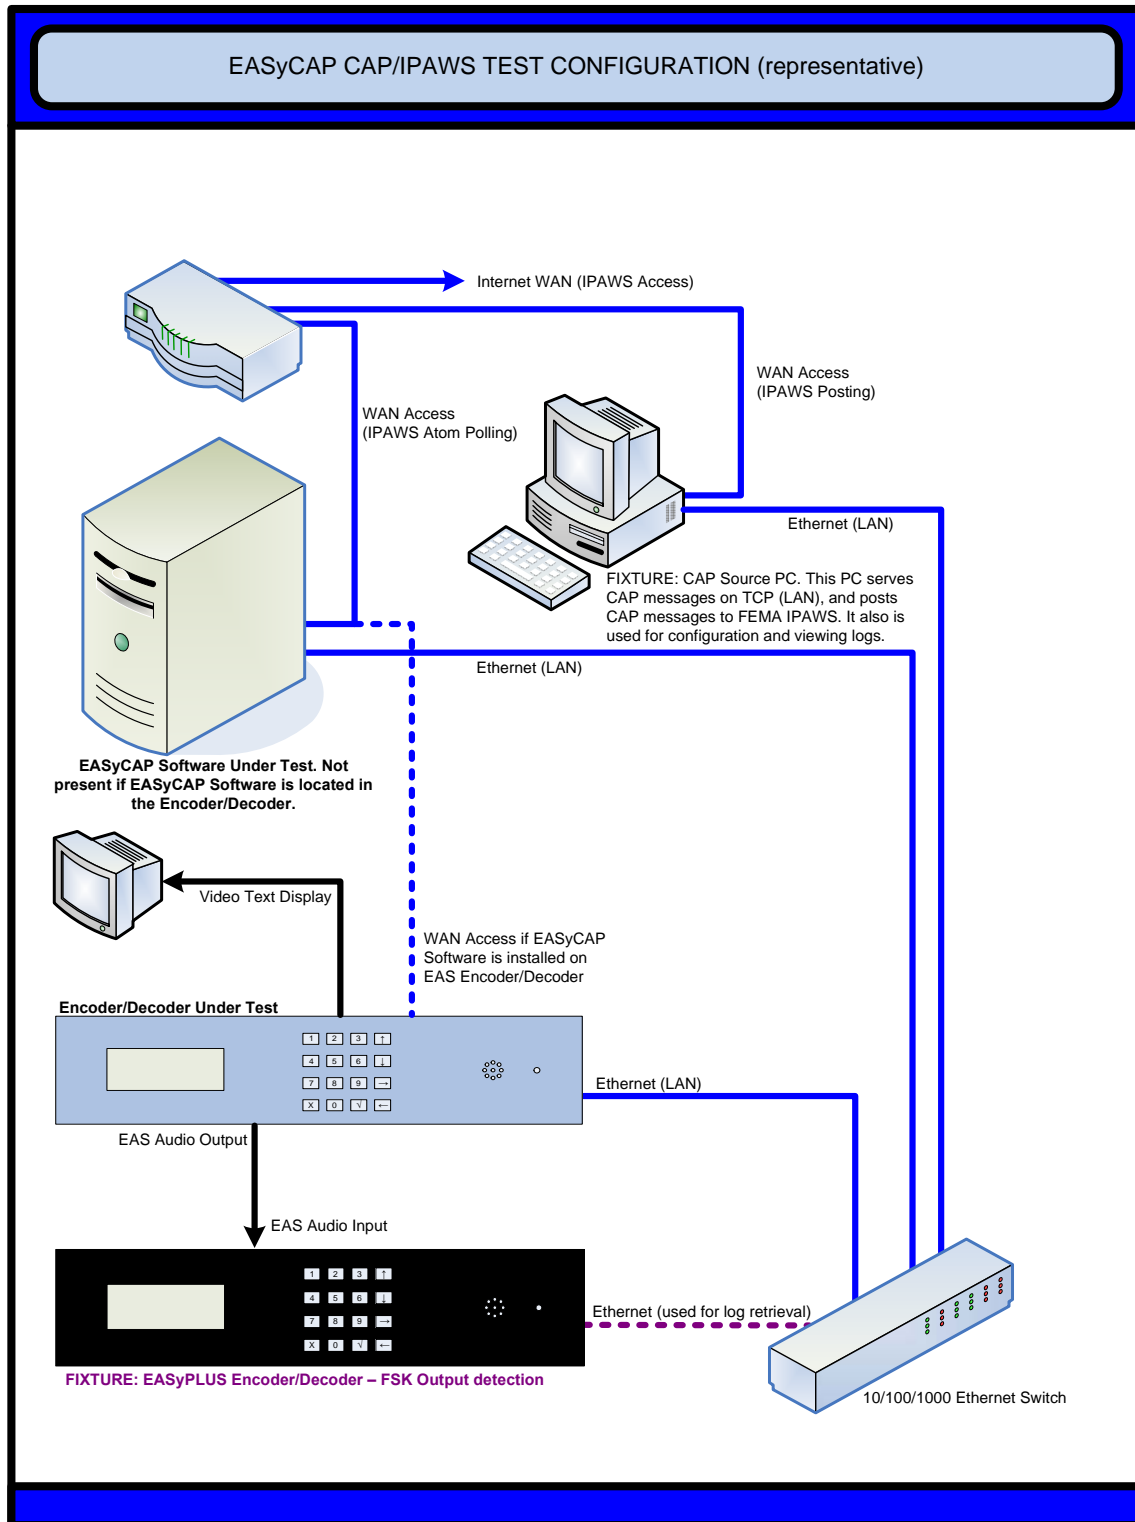 EASyCAP CAP/IPAWS TEST CONFIGURATION (representative)
Internet WAN (IPAWS Access)
WAN Access
(IPAWS Posting)
WAN Access
(IPAWS Atom Polling)
Ethernet (LAN)
FIXTURE: CAP Source PC. This PC serves
CAP messages on TCP (LAN), and posts
CAP messages to FEMA IPAWS. It also is
used for configuration and viewing logs.
Ethernet (LAN)
EASyCAP Software Under Test. Not
present if EASyCAP Software is located in
the Encoder/Decoder.
Video Text Display
WAN Access if EASyCAP
Software is installed on
EAS Encoder/Decoder
Encoder/Decoder Under Test
1 2 3 ↑
4 5 6 ↓
7 8 9 →
X 0 √ ←
Ethernet (LAN)
EAS Audio Output
EAS Audio Input
1 2 3 ↑
4 5 6 ↓
7 8 9 →
X 0 √ ←
Ethernet (used for log retrieval)
FIXTURE: EASyPLUS Encoder/Decoder – FSK Output detection
10/100/1000 Ethernet Switch